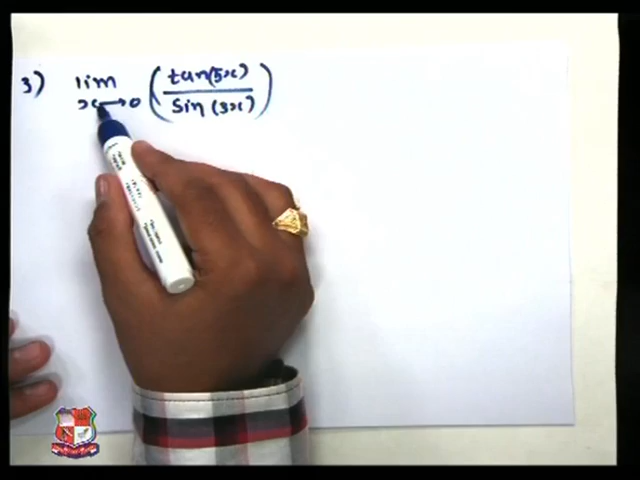 3) lim x→0 ( tan(5x) / sin(3x) )